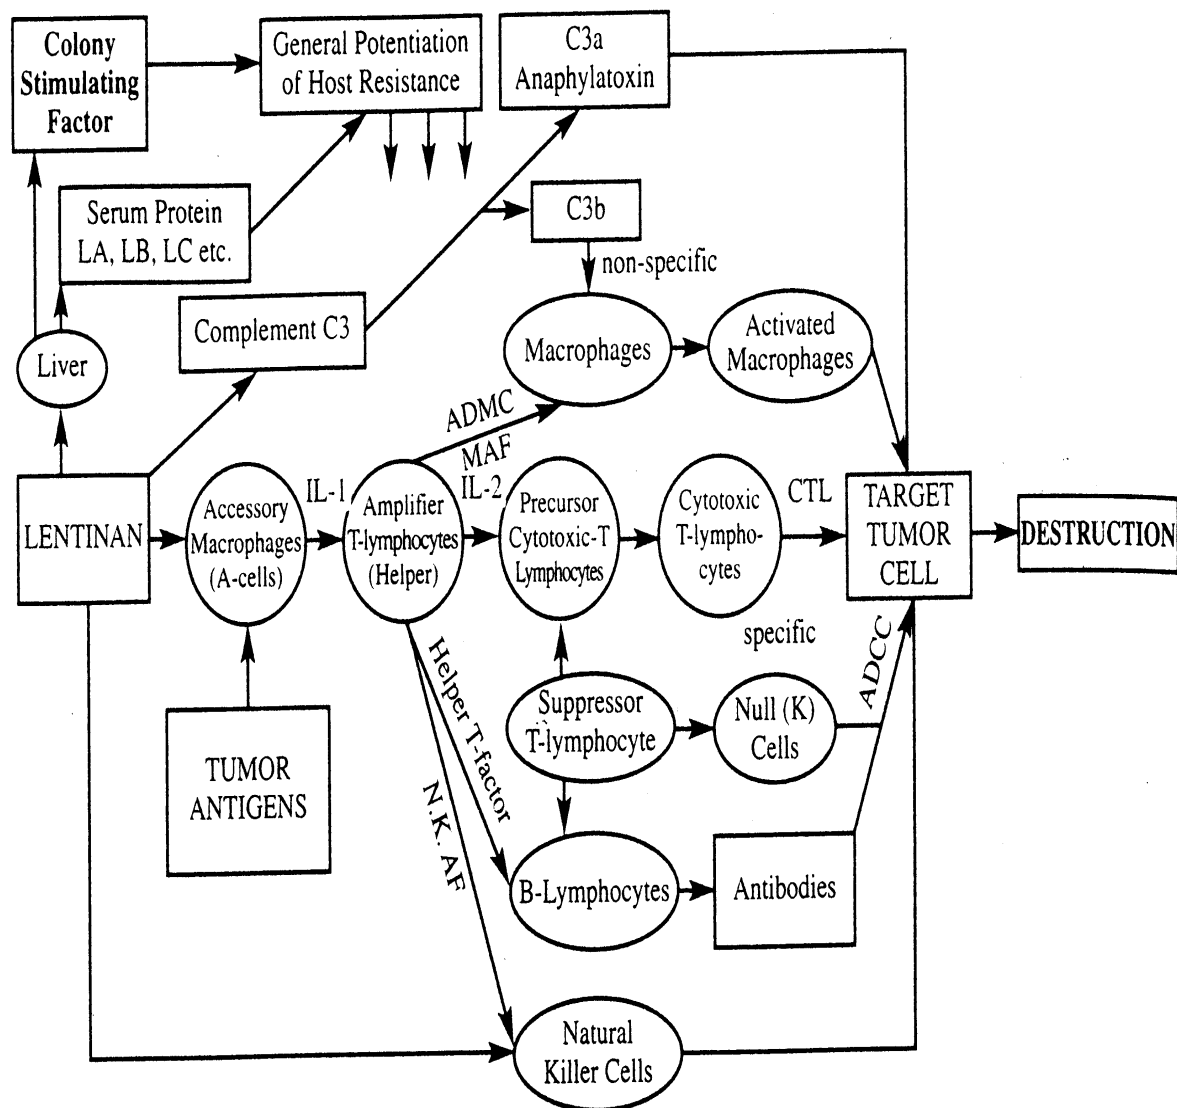 Colony
Stimulating
Factor
General Potentiation
of Host Resistance
C3a
Anaphylatoxin
Serum Protein
LA, LB, LC etc.
C3b
non-specific
Complement C3
Liver
Macrophages
Activated
Macrophages
ADMC
MAF
LENTINAN
Accessory
Macrophages
(A-cells)
IL-1
Amplifier
T-lymphocytes
(Helper)
IL-2
Precursor
Cytotoxic-T
Lymphocytes
Cytotoxic
T-lympho-
cytes
CTL
TARGET
TUMOR
CELL
DESTRUCTION
specific
TUMOR
ANTIGENS
Helper T-factor
N.K. AF
Suppressor
T-lymphocyte
Null (K)
Cells
ADCC
B-Lymphocytes
Antibodies
Natural
Killer Cells